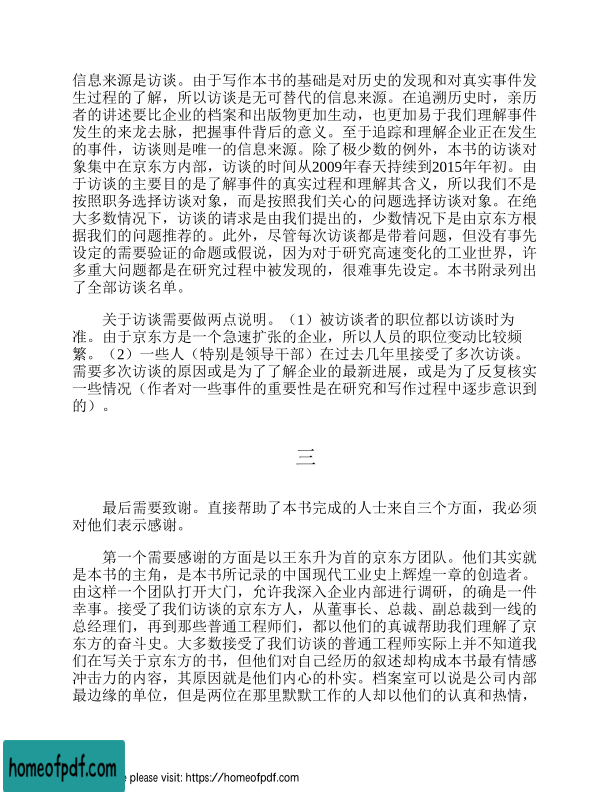 信息来源是访谈。由于写作本书的基础是对历史的发现和对真实事件发
生过程的了解，所以访谈是无可替代的信息来源。在追溯历史时，亲历
者的讲述要比企业的档案和出版物更加生动，也更加易于我们理解事件
发生的来龙去脉，把握事件背后的意义。至于追踪和理解企业正在发生
的事件，访谈则是唯一的信息来源。除了极少数的例外，本书的访谈对
象集中在京东方内部，访谈的时间从2009年春天持续到2015年年初。由
于访谈的主要目的是了解事件的真实过程和理解其含义，所以我们不是
按照职务选择访谈对象，而是按照我们关心的问题选择访谈对象。在绝
大多数情况下，访谈的请求是由我们提出的，少数情况下是由京东方根
据我们的问题推荐的。此外，尽管每次访谈都是带着问题，但没有事先
设定的需要验证的命题或假说，因为对于研究高速变化的工业世界，许
多重大问题都是在研究过程中被发现的，很难事先设定。本书附录列出
了全部访谈名单。
关于访谈需要做两点说明。（1）被访谈者的职位都以访谈时为
准。由于京东方是一个急速扩张的企业，所以人员的职位变动比较频
繁。（2）一些人（特别是领导干部）在过去几年里接受了多次访谈。
需要多次访谈的原因或是为了了解企业的最新进展，或是为了反复核实
一些情况（作者对一些事件的重要性是在研究和写作过程中逐步意识到
的）。
三
最后需要致谢。直接帮助了本书完成的人士来自三个方面，我必须
对他们表示感谢。
第一个需要感谢的方面是以王东升为首的京东方团队。他们其实就
是本书的主角，是本书所记录的中国现代工业史上辉煌一章的创造者。
由这样一个团队打开大门，允许我深入企业内部进行调研，的确是一件
幸事。接受了我们访谈的京东方人，从董事长、总裁、副总裁到一线的
总经理们，再到那些普通工程师们，都以他们的真诚帮助我们理解了京
东方的奋斗史。大多数接受了我们访谈的普通工程师实际上并不知道我
们在写关于京东方的书，但他们对自己经历的叙述却构成本书最有情感
冲击力的内容，其原因就是他们内心的朴实。档案室可以说是公司内部
最边缘的单位，但是两位在那里默默工作的人却以他们的认真和热情，
homeofpdf.com
please visit: https://homeofpdf.com